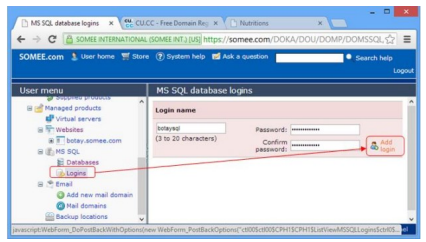 MS SQL database logins
CU.CC - Free Domain Reg
Nutritions
SOMEE INTERNATIONAL (SOMEE INT.) [US]
https://somee.com/DOKA/DOU/DOMP/DOMSSQL
SOMEE.com
User home
Store
System help
Ask a question
Search help
Logout
User menu
Supplied products
Managed products
Virtual servers
Websites
botay.somee.com
MS SQL
Databases
Logins
Email
Add new mail domain
Mail domains
Backup locations
MS SQL database logins
Login name
botaysql
(3 to 20 characters)
Password:
Confirm
password:
Add
login
javascript:WebForm_DoPostBackWithOptions(new WebForm_PostBackOptions("ctl00$ctl00$CPH1$CPH1$ListViewMSSQLLogins$ctrl0$